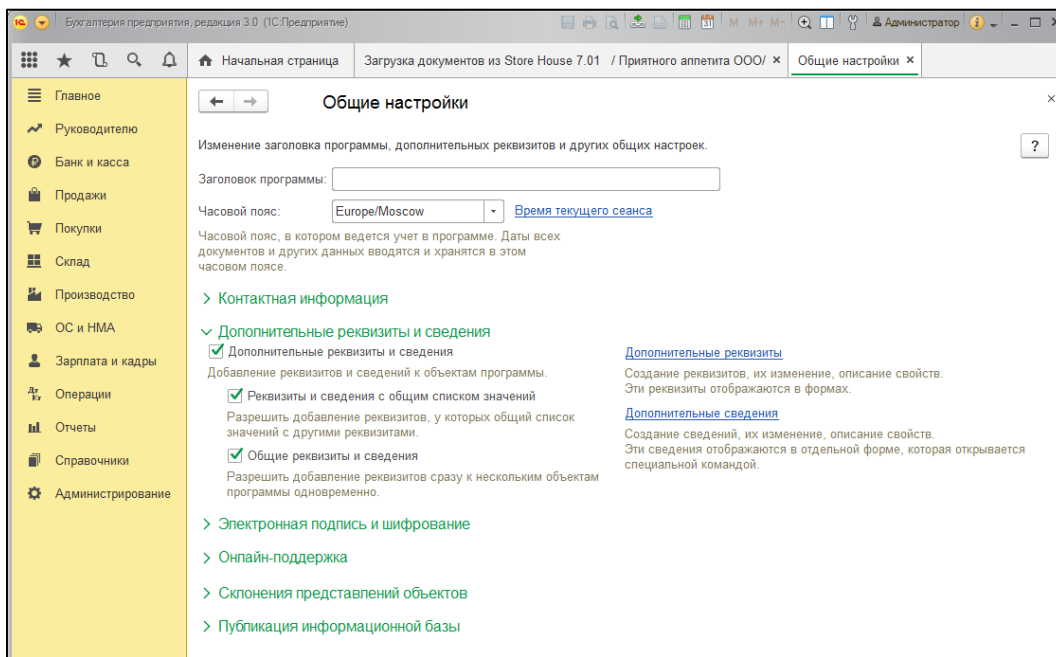 Бухгалтерия предприятия, редакция 3.0 (1С:Предприятие)
M M+ M-
Администратор
Начальная страница
Загрузка документов из Store House 7.01 / Приятного аппетита ООО/ ×
Общие настройки ×
Главное
Руководителю
Банк и касса
Продажи
Покупки
Склад
Производство
ОС и НМА
Зарплата и кадры
Операции
Отчеты
Справочники
Администрирование
Общие настройки
Изменение заголовка программы, дополнительных реквизитов и других общих настроек.
?
Заголовок программы:
Часовой пояс: Europe/Moscow Время текущего сеанса
Часовой пояс, в котором ведется учет в программе. Даты всех
документов и других данных вводятся и хранятся в этом
часовом поясе.
Контактная информация
Дополнительные реквизиты и сведения
Дополнительные реквизиты и сведения
Добавление реквизитов и сведений к объектам программы.
Реквизиты и сведения с общим списком значений
Разрешить добавление реквизитов, у которых общий список
значений с другими реквизитами.
Общие реквизиты и сведения
Разрешить добавление реквизитов сразу к нескольким объектам
программы одновременно.
Дополнительные реквизиты
Создание реквизитов, их изменение, описание свойств.
Эти реквизиты отображаются в формах.
Дополнительные сведения
Создание сведений, их изменение, описание свойств.
Эти сведения отображаются в отдельной форме, которая открывается
специальной командой.
Электронная подпись и шифрование
Онлайн-поддержка
Склонения представлений объектов
Публикация информационной базы